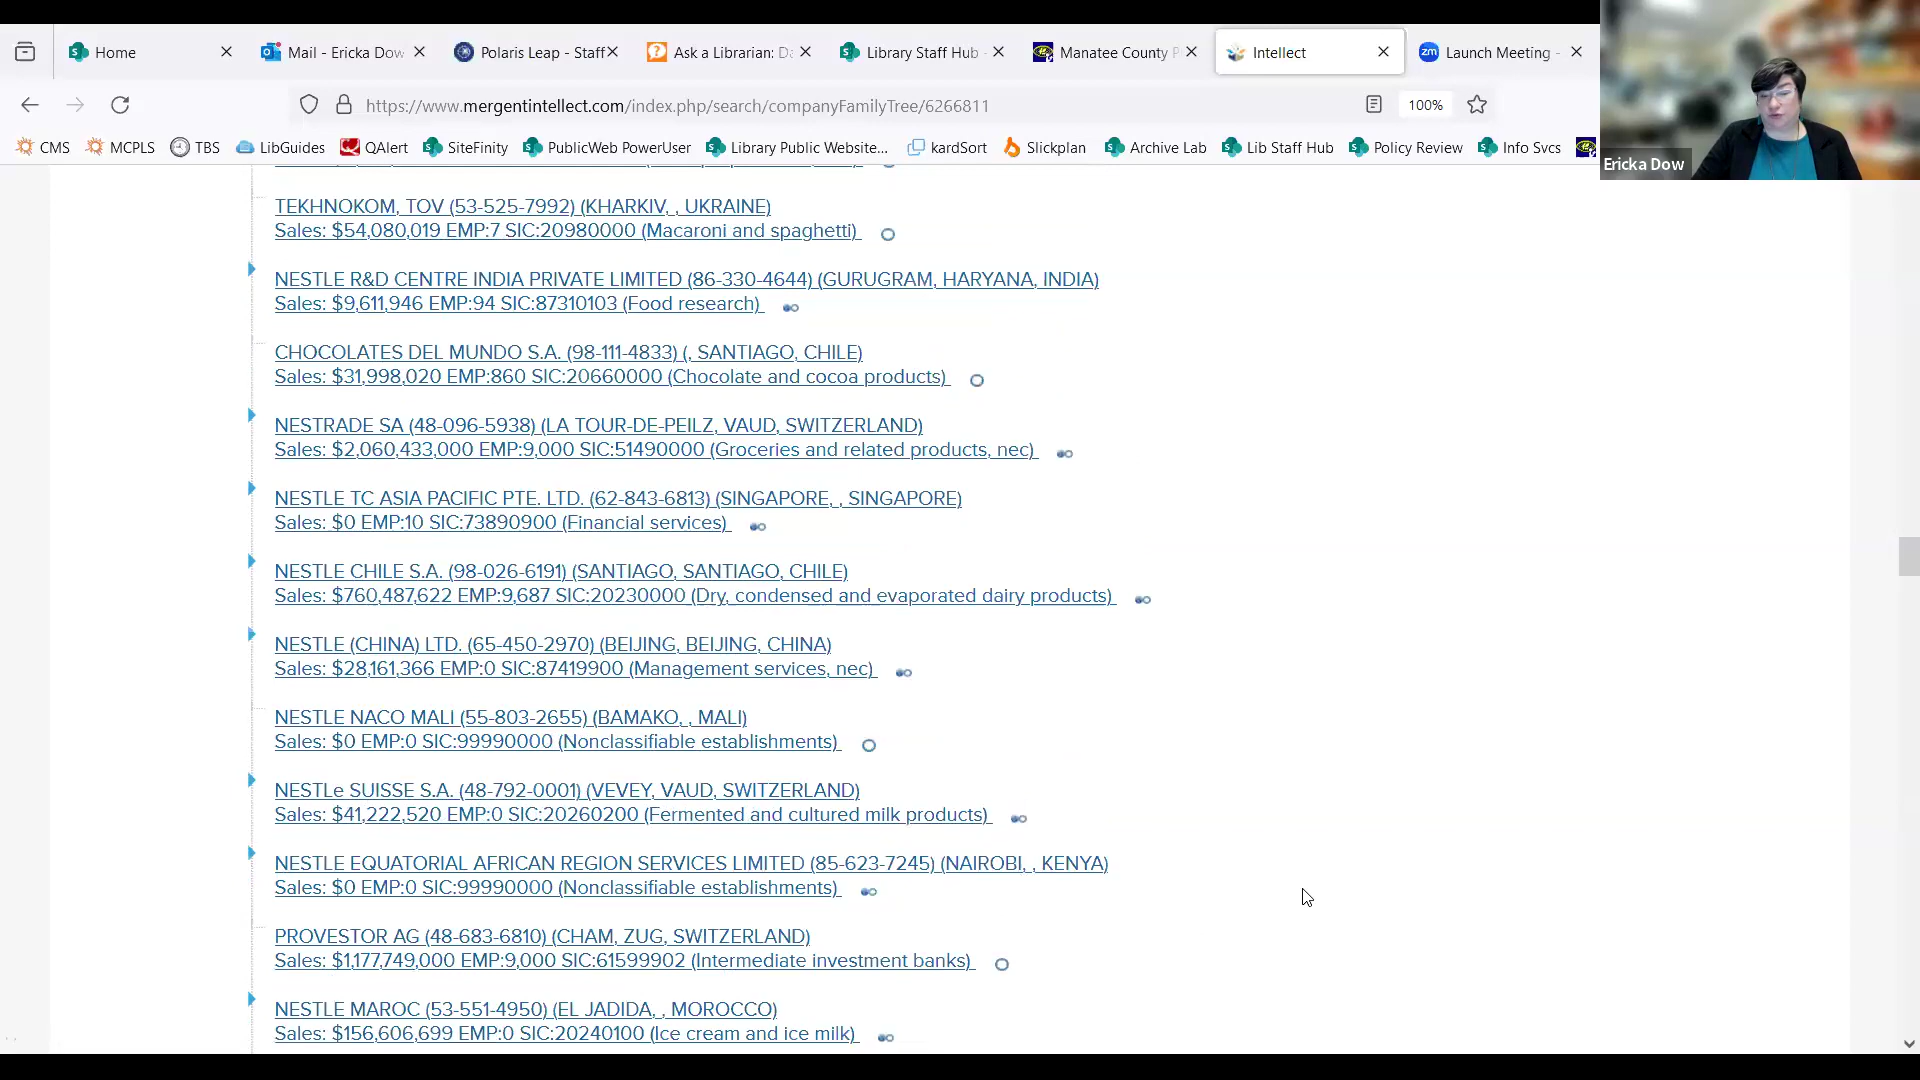 Home
Mail - Ericka Dow
Polaris Leap - Staff
Ask a Librarian: Da
Library Staff Hub -
Manatee County P
Intellect
zm Launch Meeting -
https://www.mergentintellect.com/index.php/search/companyFamilyTree/6266811
100%
CMS
MCPLS
TBS
LibGuides
QAlert
SiteFinity
PublicWeb PowerUser
Library Public Website...
kardSort
Slickplan
Archive Lab
Lib Staff Hub
Policy Review
Info Svcs
Ericka Dow
TEKHNOKOM, TOV (53-525-7992) (KHARKIV, , UKRAINE)
Sales: $54,080,019 EMP:7 SIC:20980000 (Macaroni and spaghetti)
NESTLE R&D CENTRE INDIA PRIVATE LIMITED (86-330-4644) (GURUGRAM, HARYANA, INDIA)
Sales: $9,611,946 EMP:94 SIC:87310103 (Food research)
CHOCOLATES DEL MUNDO S.A. (98-111-4833) (, SANTIAGO, CHILE)
Sales: $31,998,020 EMP:860 SIC:20660000 (Chocolate and cocoa products)
NESTRADE SA (48-096-5938) (LA TOUR-DE-PEILZ, VAUD, SWITZERLAND)
Sales: $2,060,433,000 EMP:9,000 SIC:51490000 (Groceries and related products, nec)
NESTLE TC ASIA PACIFIC PTE. LTD. (62-843-6813) (SINGAPORE, , SINGAPORE)
Sales: $0 EMP:10 SIC:73890900 (Financial services)
NESTLE CHILE S.A. (98-026-6191) (SANTIAGO, SANTIAGO, CHILE)
Sales: $760,487,622 EMP:9,687 SIC:20230000 (Dry, condensed and evaporated dairy products)
NESTLE (CHINA) LTD. (65-450-2970) (BEIJING, BEIJING, CHINA)
Sales: $28,161,366 EMP:0 SIC:87419900 (Management services, nec)
NESTLE NACO MALI (55-803-2655) (BAMAKO, , MALI)
Sales: $0 EMP:0 SIC:99990000 (Nonclassifiable establishments)
NESTLe SUISSE S.A. (48-792-0001) (VEVEY, VAUD, SWITZERLAND)
Sales: $41,222,520 EMP:0 SIC:20260200 (Fermented and cultured milk products)
NESTLE EQUATORIAL AFRICAN REGION SERVICES LIMITED (85-623-7245) (NAIROBI, , KENYA)
Sales: $0 EMP:0 SIC:99990000 (Nonclassifiable establishments)
PROVESTOR AG (48-683-6810) (CHAM, ZUG, SWITZERLAND)
Sales: $1,177,749,000 EMP:9,000 SIC:61599902 (Intermediate investment banks)
NESTLE MAROC (53-551-4950) (EL JADIDA, , MOROCCO)
Sales: $156,606,699 EMP:0 SIC:20240100 (Ice cream and ice milk)